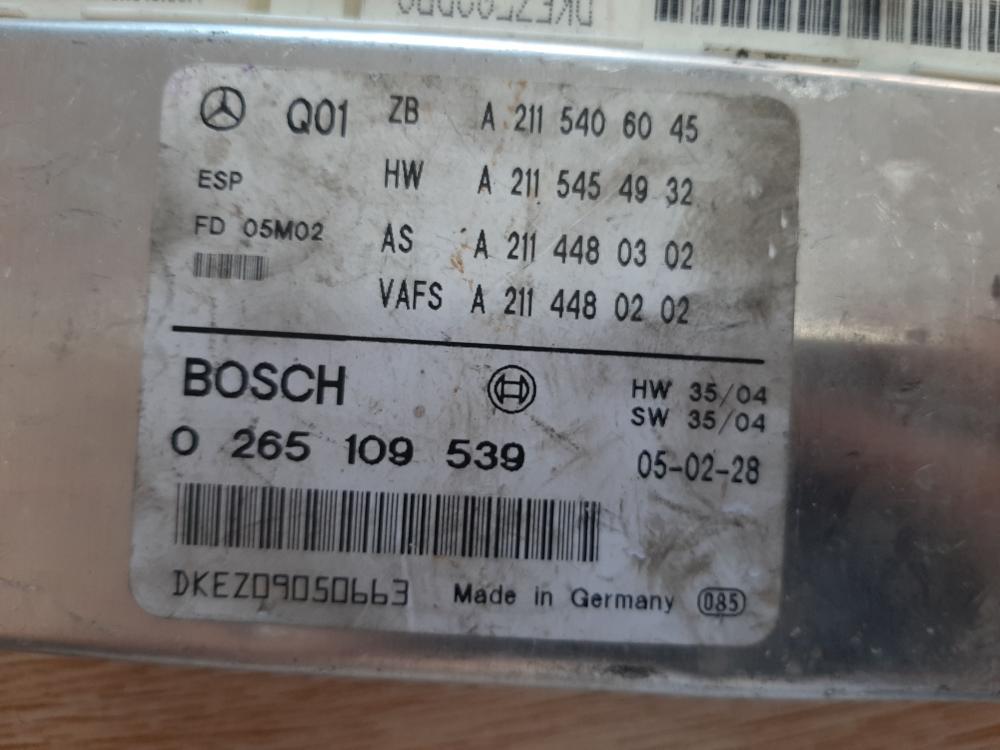 DKEZ
Q01 ZB A 211 540 60 45
ESP HW A 211 545 49 32
FD 05M02 AS A 211 448 03 02
VAFS A 211 448 02 02
BOSCH HW 35/04
SW 35/04
0 265 109 539 05-02-28
DKEZ09050663 Made in Germany 085